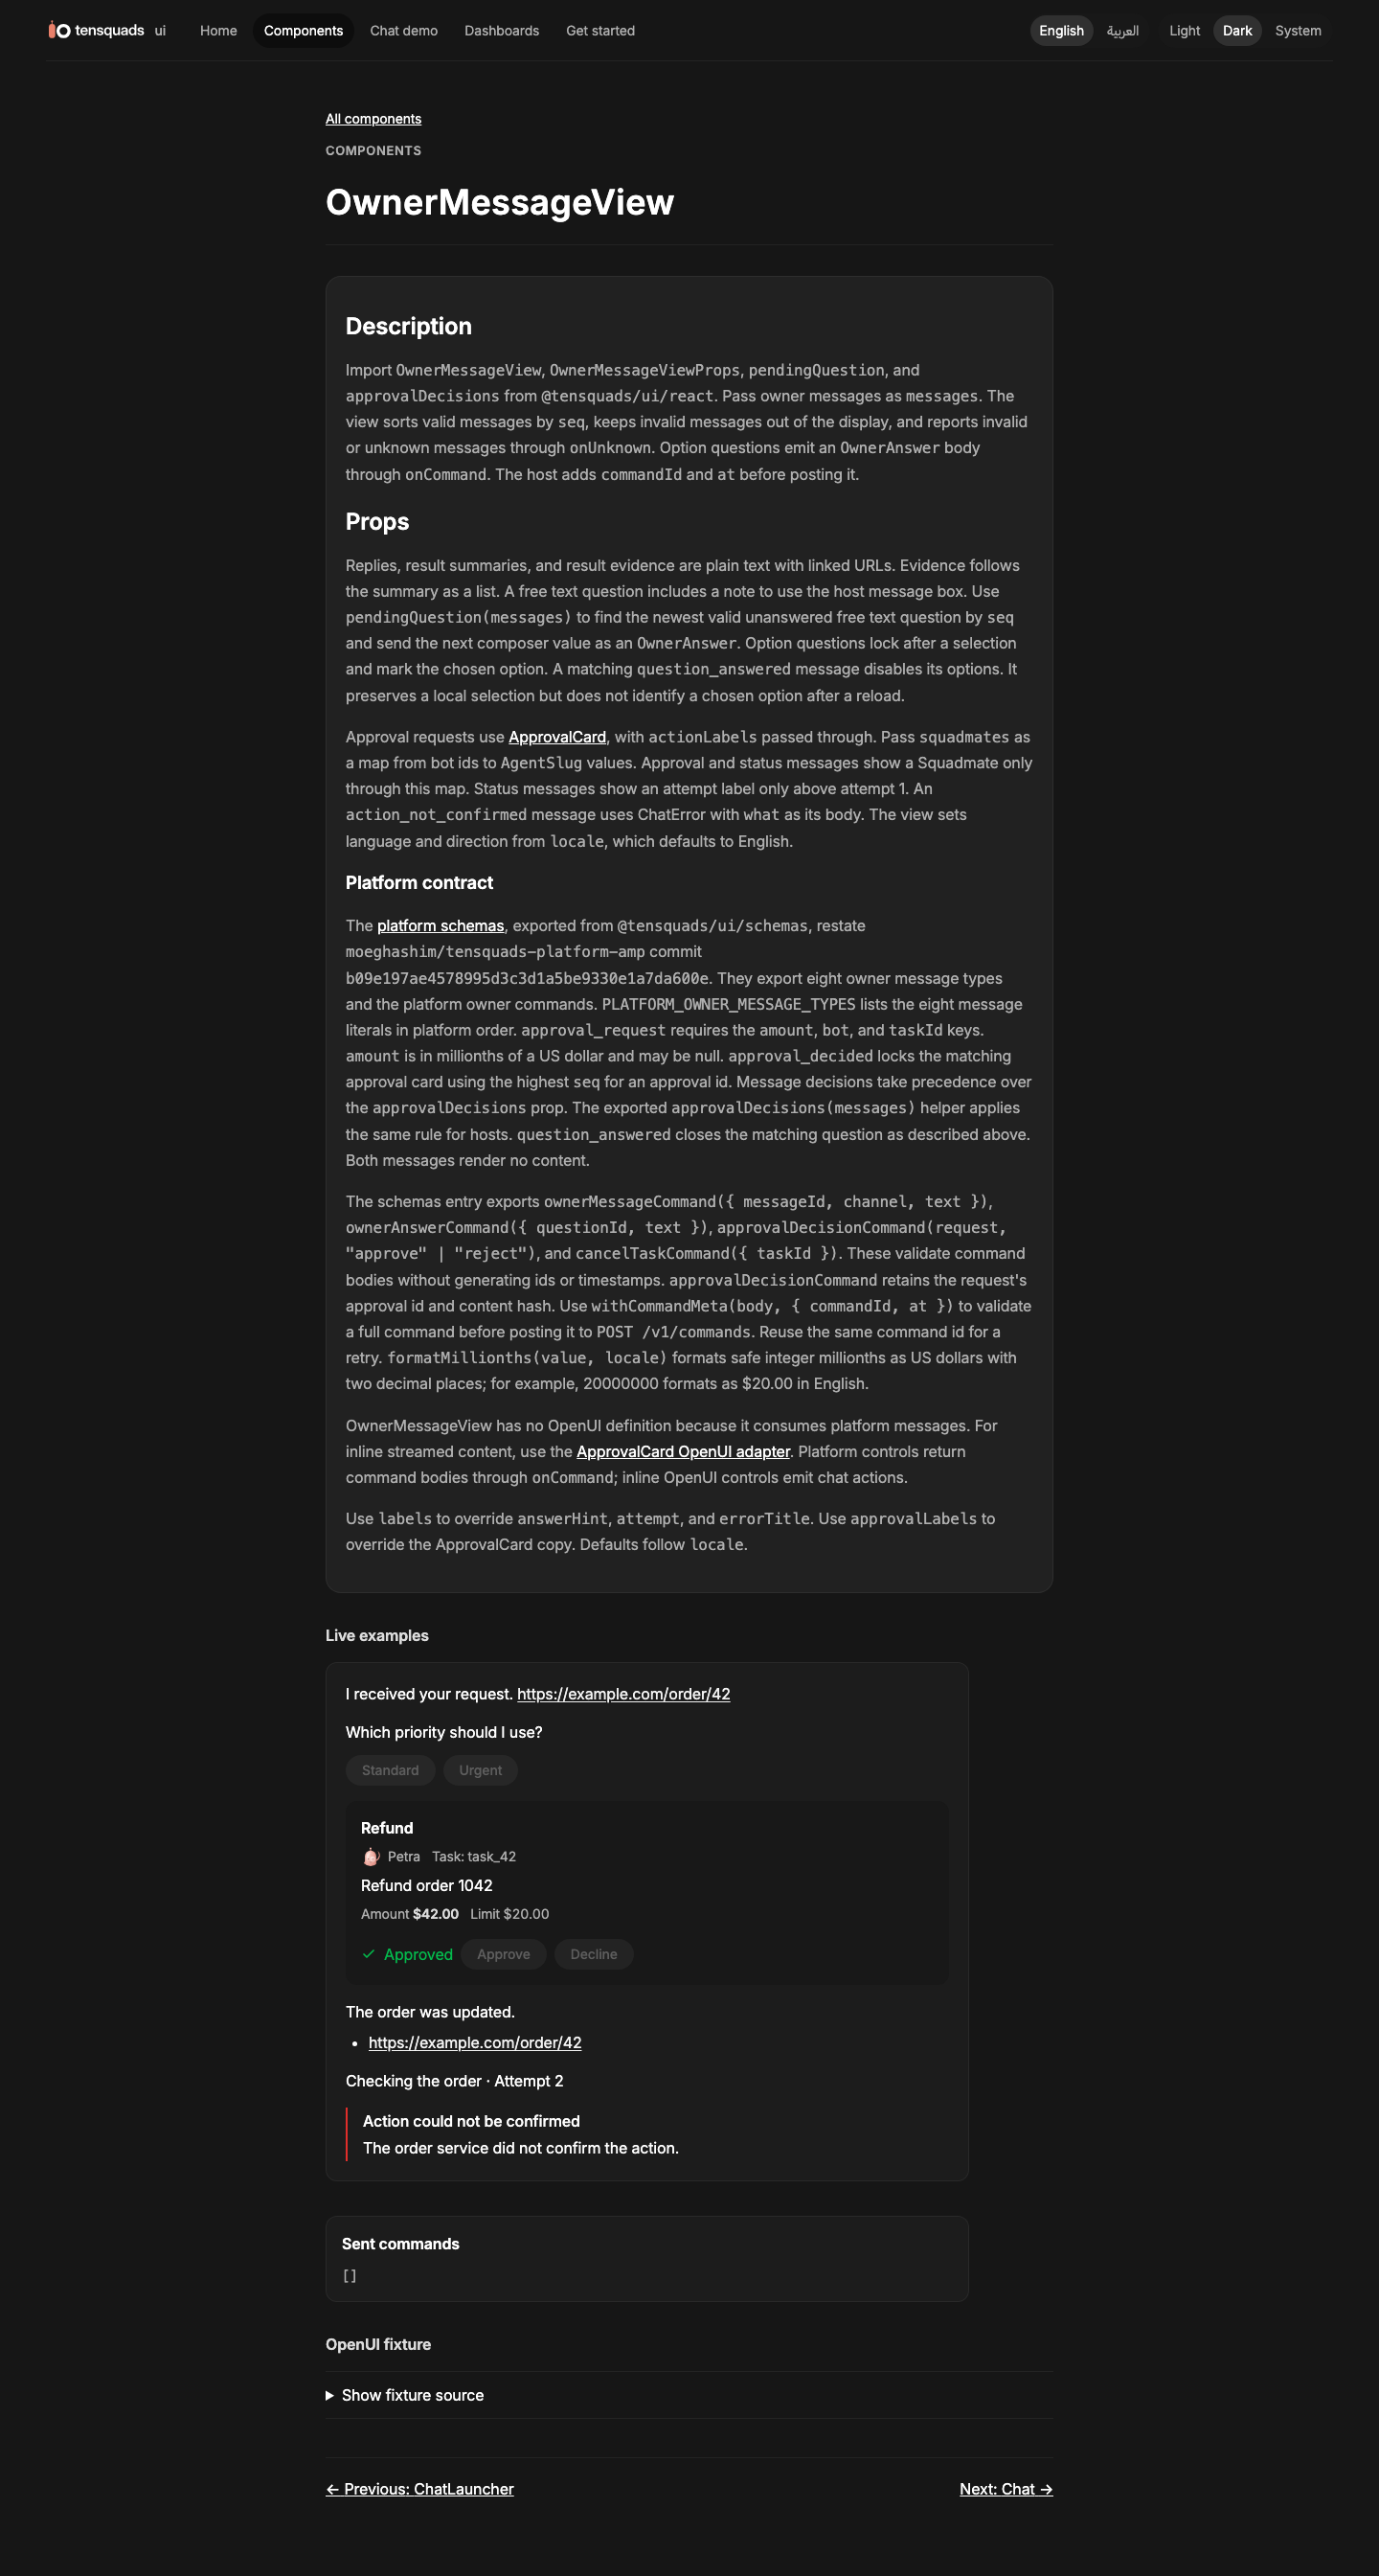 tensquads ui Home Components Chat demo Dashboards Get started English العربية Light Dark System
All components
COMPONENTS
OwnerMessageView
Description
Import OwnerMessageView, OwnerMessageViewProps, pendingQuestion, and
approvalDecisions from @tensquads/ui/react. Pass owner messages as messages. The
view sorts valid messages by seq, keeps invalid messages out of the display, and reports invalid
or unknown messages through onUnknown. Option questions emit an OwnerAnswer body
through onCommand. The host adds commandId and at before posting it.
Props
Replies, result summaries, and result evidence are plain text with linked URLs. Evidence follows
the summary as a list. A free text question includes a note to use the host message box. Use
pendingQuestion(messages) to find the newest valid unanswered free text question by seq
and send the next composer value as an OwnerAnswer. Option questions lock after a selection
and mark the chosen option. A matching question_answered message disables its options. It
preserves a local selection but does not identify a chosen option after a reload.
Approval requests use ApprovalCard, with actionLabels passed through. Pass squadmates as
a map from bot ids to AgentSlug values. Approval and status messages show a Squadmate only
through this map. Status messages show an attempt label only above attempt 1. An
action_not_confirmed message uses ChatError with what as its body. The view sets
language and direction from locale, which defaults to English.
Platform contract
The platform schemas, exported from @tensquads/ui/schemas, restate
moeghashim/tensquads-platform-amp commit
b09e197ae4578995d3c3d1a5be9330e1a7da600e. They export eight owner message types
and the platform owner commands. PLATFORM_OWNER_MESSAGE_TYPES lists the eight message
literals in platform order. approval_request requires the amount, bot, and taskId keys.
amount is in millionths of a US dollar and may be null. approval_decided locks the matching
approval card using the highest seq for an approval id. Message decisions take precedence over
the approvalDecisions prop. The exported approvalDecisions(messages) helper applies
the same rule for hosts. question_answered closes the matching question as described above.
Both messages render no content.
The schemas entry exports ownerMessageCommand({ messageId, channel, text }),
ownerAnswerCommand({ questionId, text }), approvalDecisionCommand(request,
"approve" | "reject"), and cancelTaskCommand({ taskId }). These validate command
bodies without generating ids or timestamps. approvalDecisionCommand retains the request's
approval id and content hash. Use withCommandMeta(body, { commandId, at }) to validate
a full command before posting it to POST /v1/commands. Reuse the same command id for a
retry. formatMillionths(value, locale) formats safe integer millionths as US dollars with
two decimal places; for example, 20000000 formats as $20.00 in English.
OwnerMessageView has no OpenUI definition because it consumes platform messages. For
inline streamed content, use the ApprovalCard OpenUI adapter. Platform controls return
command bodies through onCommand; inline OpenUI controls emit chat actions.
Use labels to override answerHint, attempt, and errorTitle. Use approvalLabels to
override the ApprovalCard copy. Defaults follow locale.
Live examples
I received your request. https://example.com/order/42
Which priority should I use?
Standard Urgent
Refund
Petra Task: task_42
Refund order 1042
Amount $42.00 Limit $20.00
✓ Approved Approve Decline
The order was updated.
• https://example.com/order/42
Checking the order · Attempt 2
Action could not be confirmed
The order service did not confirm the action.
Sent commands
[]
OpenUI fixture
▶ Show fixture source
← Previous: ChatLauncher Next: Chat →